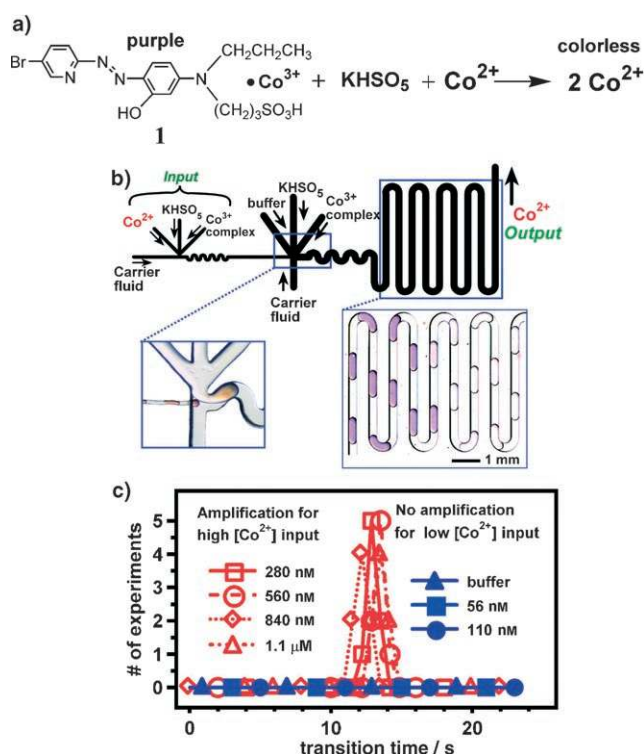 a)
purple
colorless
Br
N
N
N
HO
N
CH₂CH₂CH₃
(CH₂)₃SO₃H
• Co³⁺ + KHSO₅ + Co²⁺ → 2 Co²⁺
1
b)
Input
Co²⁺
KHSO₅
Co³⁺
complex
Carrier
fluid
buffer
KHSO₅
Co³⁺
complex
Carrier
fluid
Co²⁺
Output
1 mm
c)
Amplification for
high [Co²⁺] input
280 nM
560 nM
840 nM
1.1 μM
No amplification
for low [Co²⁺] input
buffer
56 nM
110 nM
# of experiments
5
4
3
2
1
0
0 10 20
transition time / s